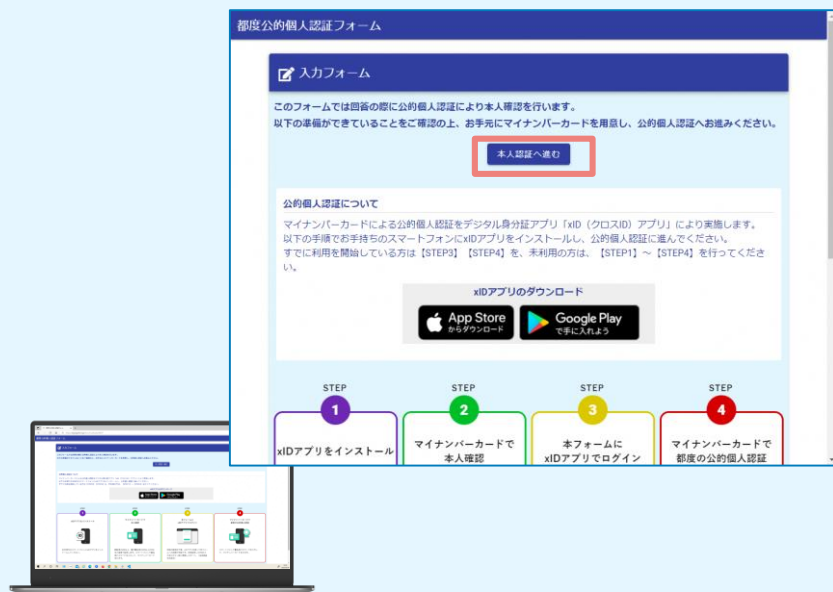 都度公的個人認証フォーム
入力フォーム
このフォームでは回答の際に公的個人認証により本人確認を行います。
以下の準備ができていることをご確認の上、お手元にマイナンバーカードを用意し、公的個人認証へお進みください。
本人認証へ進む
公的個人認証について
マイナンバーカードによる公的個人認証をデジタル身分証アプリ「xID（クロスID）アプリ」により実施します。
以下の手順でお手持ちのスマートフォンにxIDアプリをインストールし、公的個人認証に進んでください。
すでに利用を開始している方は【STEP3】【STEP4】を、未利用の方は、【STEP1】～【STEP4】を行ってくださ
い。
xIDアプリのダウンロード
App Store
からダウンロード
Google Play
で手に入れよう
STEP
1
xIDアプリをインストール
STEP
2
マイナンバーカードで
本人確認
STEP
3
本フォームに
xIDアプリでログイン
STEP
4
マイナンバーカードで
都度の公的個人認証